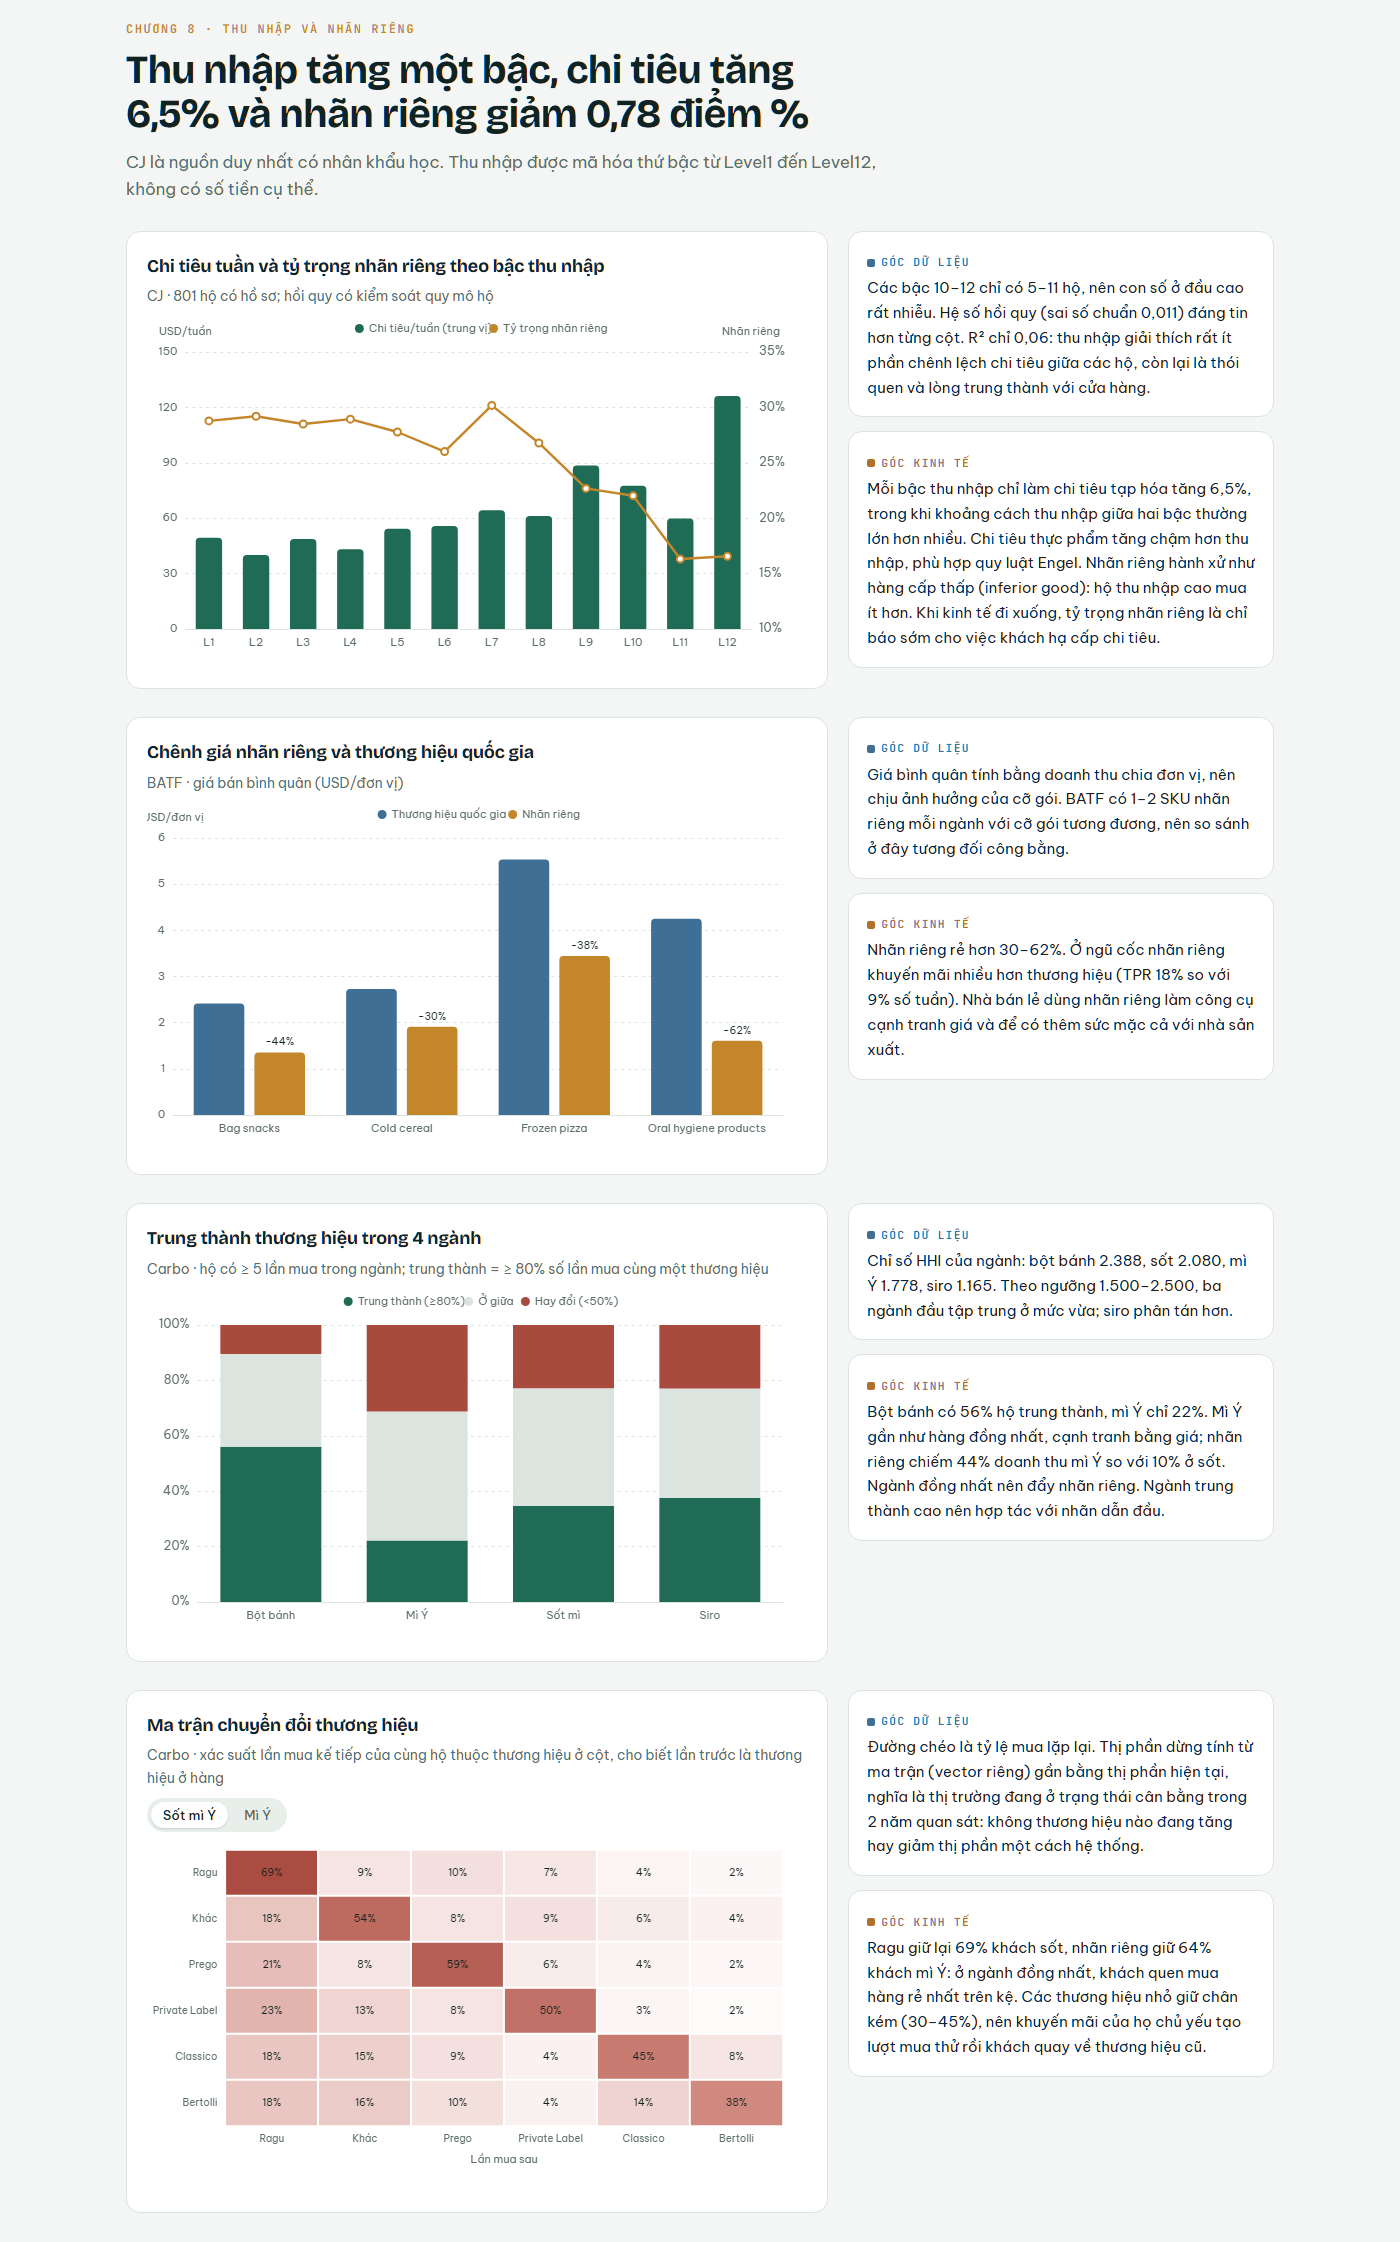 CHƯƠNG 8 · THU NHẬP VÀ NHÃN RIÊNG
Thu nhập tăng một bậc, chi tiêu tăng
6,5% và nhãn riêng giảm 0,78 điểm %
CJ là nguồn duy nhất có nhân khẩu học. Thu nhập được mã hóa thứ bậc từ Level1 đến Level12,
không có số tiền cụ thể.
Chi tiêu tuần và tỷ trọng nhãn riêng theo bậc thu nhập
CJ · 801 hộ có hồ sơ; hồi quy có kiểm soát quy mô hộ
USD/tuần
Chi tiêu/tuần (trung vị)
Tỷ trọng nhãn riêng
Nhãn riêng
150 35%
120 30%
90 25%
60 20%
30 15%
0 10%
L1 L2 L3 L4 L5 L6 L7 L8 L9 L10 L11 L12
GÓC DỮ LIỆU
Các bậc 10–12 chỉ có 5–11 hộ, nên con số ở đầu cao
rất nhiễu. Hệ số hồi quy (sai số chuẩn 0,011) đáng tin
hơn từng cột. R² chỉ 0,06: thu nhập giải thích rất ít
phần chênh lệch chi tiêu giữa các hộ, còn lại là thói
quen và lòng trung thành với cửa hàng.
GÓC KINH TẾ
Mỗi bậc thu nhập chỉ làm chi tiêu tạp hóa tăng 6,5%,
trong khi khoảng cách thu nhập giữa hai bậc thường
lớn hơn nhiều. Chi tiêu thực phẩm tăng chậm hơn thu
nhập, phù hợp quy luật Engel. Nhãn riêng hành xử như
hàng cấp thấp (inferior good): hộ thu nhập cao mua
ít hơn. Khi kinh tế đi xuống, tỷ trọng nhãn riêng là chỉ
báo sớm cho việc khách hạ cấp chi tiêu.
Chênh giá nhãn riêng và thương hiệu quốc gia
BATF · giá bán bình quân (USD/đơn vị)
JSD/đơn vị
Thương hiệu quốc gia
Nhãn riêng
6
5
4
3
2
1
0
-44%
-30%
-38%
-62%
Bag snacks Cold cereal Frozen pizza Oral hygiene products
GÓC DỮ LIỆU
Giá bình quân tính bằng doanh thu chia đơn vị, nên
chịu ảnh hưởng của cỡ gói. BATF có 1–2 SKU nhãn
riêng mỗi ngành với cỡ gói tương đương, nên so sánh
ở đây tương đối công bằng.
GÓC KINH TẾ
Nhãn riêng rẻ hơn 30–62%. Ở ngũ cốc nhãn riêng
khuyến mãi nhiều hơn thương hiệu (TPR 18% so với
9% số tuần). Nhà bán lẻ dùng nhãn riêng làm công cụ
cạnh tranh giá và để có thêm sức mặc cả với nhà sản
xuất.
Trung thành thương hiệu trong 4 ngành
Carbo · hộ có ≥ 5 lần mua trong ngành; trung thành = ≥ 80% số lần mua cùng một thương hiệu
Trung thành (≥80%)
Ở giữa
Hay đổi (<50%)
100%
80%
60%
40%
20%
0%
Bột bánh Mì Ý Sốt mì Siro
GÓC DỮ LIỆU
Chỉ số HHI của ngành: bột bánh 2.388, sốt 2.080, mì
Ý 1.778, siro 1.165. Theo ngưỡng 1.500–2.500, ba
ngành đầu tập trung ở mức vừa; siro phân tán hơn.
GÓC KINH TẾ
Bột bánh có 56% hộ trung thành, mì Ý chỉ 22%. Mì Ý
gần như hàng đồng nhất, cạnh tranh bằng giá; nhãn
riêng chiếm 44% doanh thu mì Ý so với 10% ở sốt.
Ngành đồng nhất nên đẩy nhãn riêng. Ngành trung
thành cao nên hợp tác với nhãn dẫn đầu.
Ma trận chuyển đổi thương hiệu
Carbo · xác suất lần mua kế tiếp của cùng hộ thuộc thương hiệu ở cột, cho biết lần trước là thương
hiệu ở hàng
Sốt mì Ý Mì Ý
Ragu 69% 9% 10% 7% 4% 2%
Khác 18% 54% 8% 9% 6% 4%
Prego 21% 8% 59% 6% 4% 2%
Private Label 23% 13% 8% 50% 3% 2%
Classico 18% 15% 9% 4% 45% 8%
Bertolli 18% 16% 10% 4% 14% 38%
Ragu Khác Prego Private Label Classico Bertolli
Lần mua sau
GÓC DỮ LIỆU
Đường chéo là tỷ lệ mua lặp lại. Thị phần dừng tính từ
ma trận (vector riêng) gần bằng thị phần hiện tại,
nghĩa là thị trường đang ở trạng thái cân bằng trong
2 năm quan sát: không thương hiệu nào đang tăng
hay giảm thị phần một cách hệ thống.
GÓC KINH TẾ
Ragu giữ lại 69% khách sốt, nhãn riêng giữ 64%
khách mì Ý: ở ngành đồng nhất, khách quen mua
hàng rẻ nhất trên kệ. Các thương hiệu nhỏ giữ chân
kém (30–45%), nên khuyến mãi của họ chủ yếu tạo
lượt mua thử rồi khách quay về thương hiệu cũ.